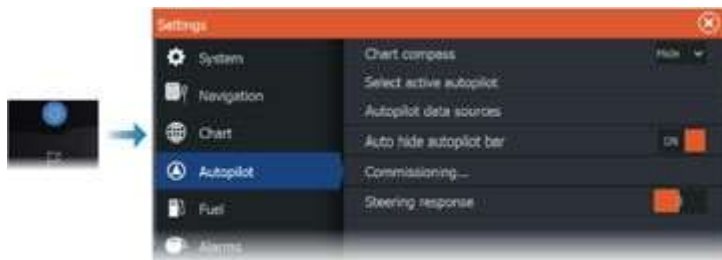 Settings
System
Chart compass
Hide
Navigation
Select active autopilot
Autopilot data sources
Chart
Auto hide autopilot bar
ON
Autopilot
Commissioning...
Fuel
Steering response
Alarms